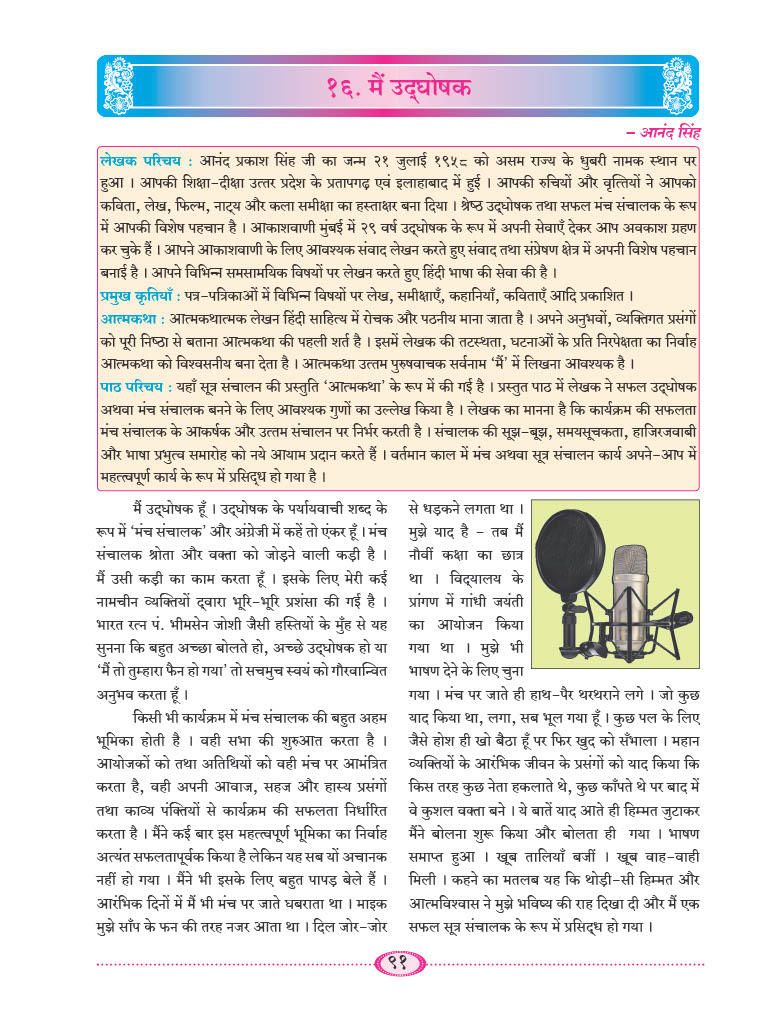 १६. मैं उद्‌घोषक
– आनंद सिंह
लेखक परिचय : आनंद प्रकाश सिंह जी का जन्म २१ जुलाई १९५८ को असम राज्य के धुबरी नामक स्थान पर
हुआ । आपकी शिक्षा-दीक्षा उत्तर प्रदेश के प्रतापगढ़ एवं इलाहाबाद में हुई । आपकी रुचियों और वृत्तियों ने आपको
कविता, लेख, फिल्म, नाट्‌य और कला समीक्षा का हस्ताक्षर बना दिया । श्रेष्ठ उद्‌घोषक तथा सफल मंच संचालक के रूप
में आपकी विशेष पहचान है । आकाशवाणी मुंबई में २९ वर्ष उद्‌घोषक के रूप में अपनी सेवाएँ देकर आप अवकाश ग्रहण
कर चुके हैं । आपने आकाशवाणी के लिए आवश्यक संवाद लेखन करते हुए संवाद तथा संप्रेषण क्षेत्र में अपनी विशेष पहचान
बनाई है । आपने विभिन्न समसामयिक विषयों पर लेखन करते हुए हिंदी भाषा की सेवा की है ।
प्रमुख कृतियाँ : पत्र-पत्रिकाओं में विभिन्न विषयों पर लेख, समीक्षाएँ, कहानियाँ, कविताएँ आदि प्रकाशित ।
आत्मकथा : आत्मकथात्मक लेखन हिंदी साहित्य में रोचक और पठनीय माना जाता है । अपने अनुभवों, व्यक्तिगत प्रसंगों
को पूरी निष्ठा से बताना आत्मकथा की पहली शर्त है । इसमें लेखक की तटस्थता, घटनाओं के प्रति निरपेक्षता का निर्वाह
आत्मकथा को विश्वसनीय बना देता है । आत्मकथा उत्तम पुरुषवाचक सर्वनाम ‘मैं’ में लिखना आवश्यक है ।
पाठ परिचय : यहाँ सूत्र संचालन की प्रस्तुति ‘आत्मकथा’ के रूप में की गई है । प्रस्तुत पाठ में लेखक ने सफल उद्‌घोषक
अथवा मंच संचालक बनने के लिए आवश्यक गुणों का उल्लेख किया है । लेखक का मानना है कि कार्यक्रम की सफलता
मंच संचालक के आकर्षक और उत्तम संचालन पर निर्भर करती है । संचालक की सूझ-बूझ, समयसूचकता, हाजिरजवाबी
और भाषा प्रभुत्व समारोह को नये आयाम प्रदान करते हैं । वर्तमान काल में मंच अथवा सूत्र संचालन कार्य अपने-आप में
महत्त्वपूर्ण कार्य के रूप में प्रसिद्‌ध हो गया है ।
मैं उद्‌घोषक हूँ । उद्‌घोषक के पर्यायवाची शब्द के
रूप में ‘मंच संचालक’ और अंग्रेजी में कहें तो एंकर हूँ । मंच
संचालक श्रोता और वक्ता को जोड़ने वाली कड़ी है ।
मैं उसी कड़ी का काम करता हूँ । इसके लिए मेरी कई
नामचीन व्यक्तियों द्‌वारा भूरि-भूरि प्रशंसा की गई है ।
भारत रत्न पं. भीमसेन जोशी जैसी हस्तियों के मुँह से यह
सुनना कि बहुत अच्छा बोलते हो, अच्छे उद्‌घोषक हो या
‘मैं तो तुम्हारा फैन हो गया’ तो सचमुच स्वयं को गौरवान्वित
अनुभव करता हूँ ।
किसी भी कार्यक्रम में मंच संचालक की बहुत अहम
भूमिका होती है । वही सभा की शुरुआत करता है ।
आयोजकों को तथा अतिथियों को वही मंच पर आमंत्रित
करता है, वही अपनी आवाज, सहज और हास्य प्रसंगों
तथा काव्य पंक्तियों से कार्यक्रम की सफलता निर्धारित
करता है । मैंने कई बार इस महत्त्वपूर्ण भूमिका का निर्वाह
अत्यंत सफलतापूर्वक किया है लेकिन यह सब यों अचानक
नहीं हो गया । मैंने भी इसके लिए बहुत पापड़ बेले हैं ।
आरंभिक दिनों में मैं भी मंच पर जाते घबराता था । माइक
मुझे साँप के फन की तरह नजर आता था । दिल जोर-जोर
से धड़कने लगता था ।
मुझे याद है - तब मैं
नौवीं कक्षा का छात्र
था । विद्‌यालय के
प्रांगण में गांधी जयंती
का आयोजन किया
गया था । मुझे भी
भाषण देने के लिए चुना
गया । मंच पर जाते ही हाथ-पैर थरथराने लगे । जो कुछ
याद किया था, लगा, सब भूल गया हूँ । कुछ पल के लिए
जैसे होश ही खो बैठा हूँ पर फिर खुद को सँभाला । महान
व्यक्तियों के आरंभिक जीवन के प्रसंगों को याद किया कि
किस तरह कुछ नेता हकलाते थे, कुछ काँपते थे पर बाद में
वे कुशल वक्ता बने । ये बातें याद आते ही हिम्मत जुटाकर
मैंने बोलना शुरू किया और बोलता ही गया । भाषण
समाप्त हुआ । खूब तालियाँ बजीं । खूब वाह-वाही
मिली । कहने का मतलब यह कि थोड़ी-सी हिम्मत और
आत्मविश्वास ने मुझे भविष्य की राह दिखा दी और मैं एक
सफल सूत्र संचालक के रूप में प्रसिद्‌ध हो गया ।
९१